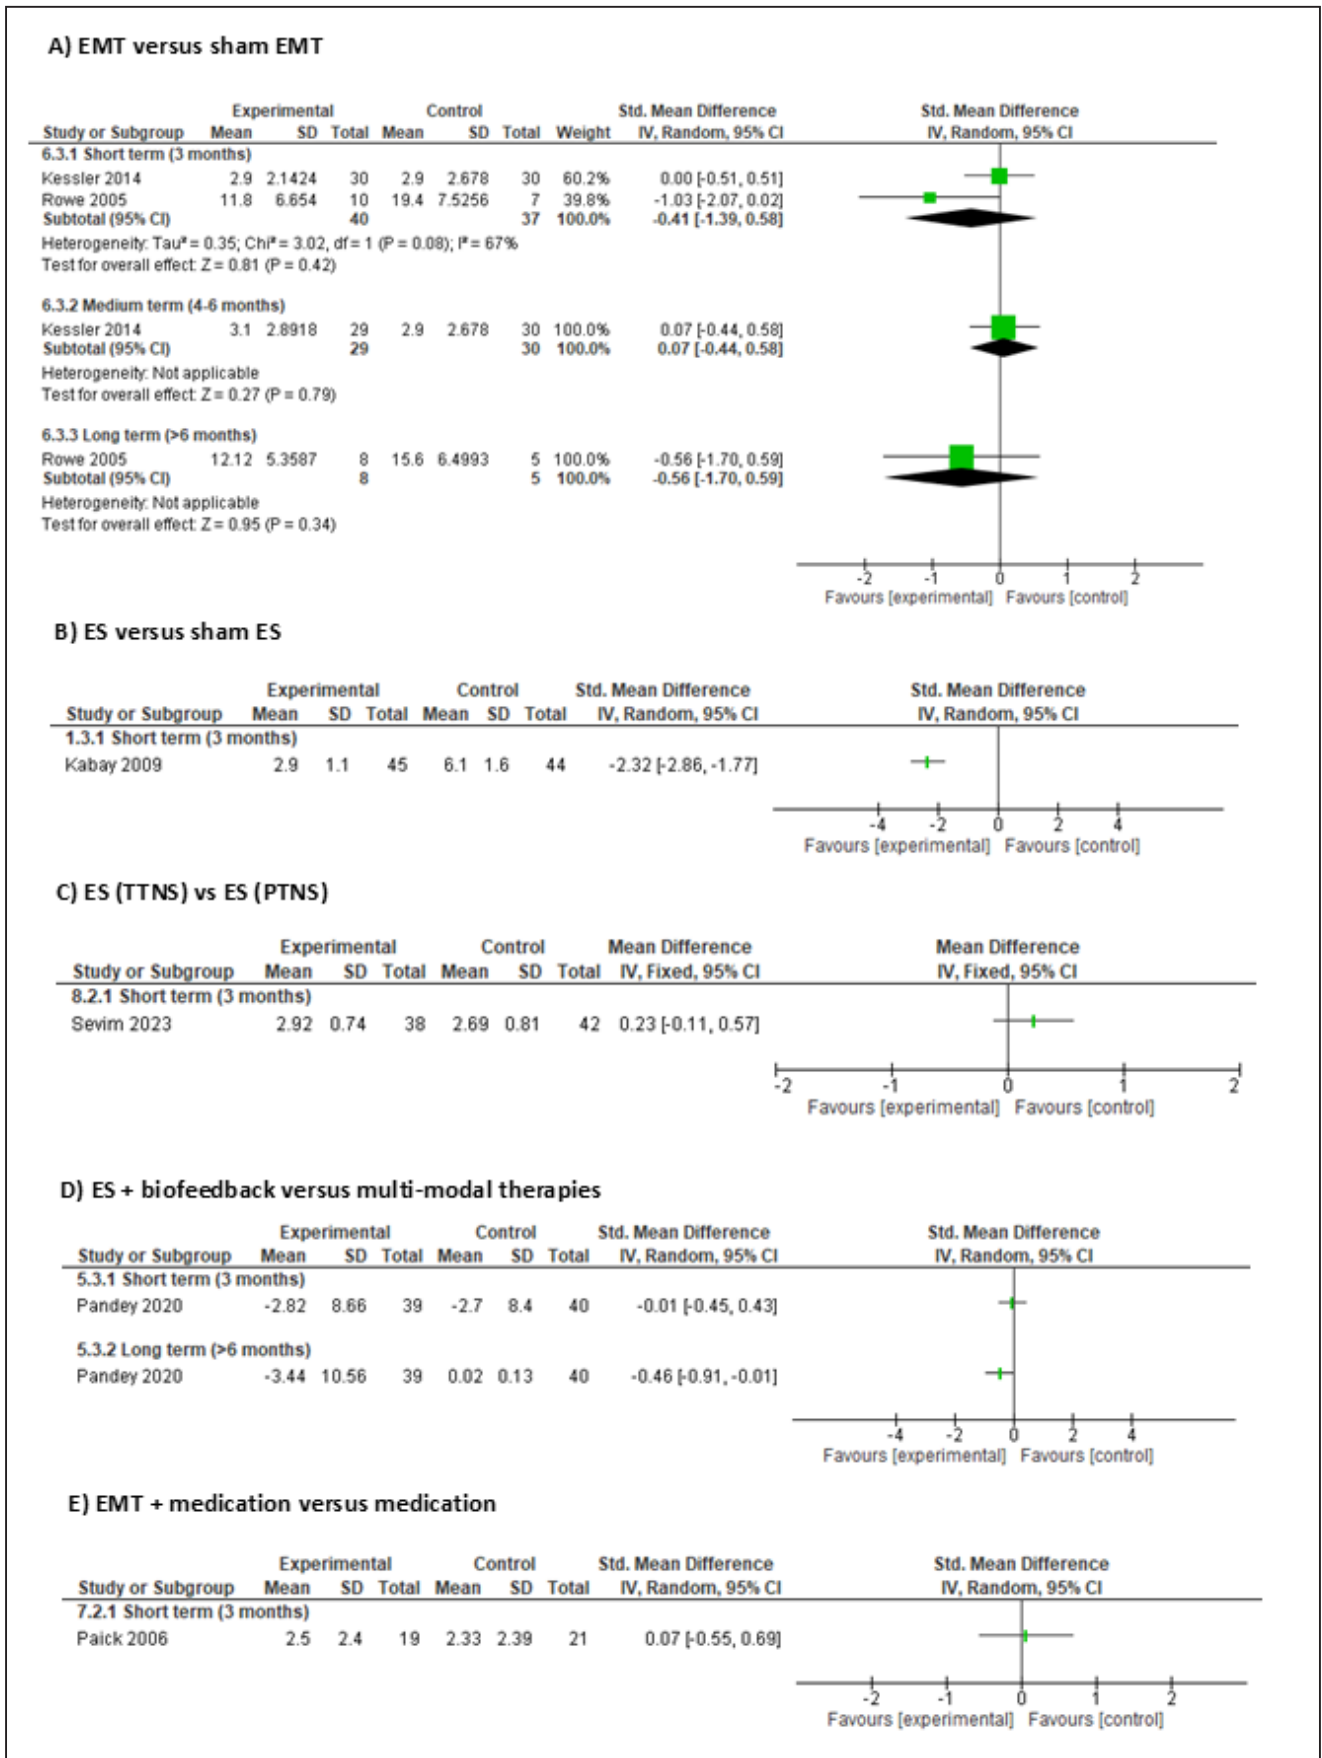 A) EMT versus sham EMT
Experimental Control Std. Mean Difference Std. Mean Difference
Study or Subgroup Mean SD Total Mean SD Total Weight IV, Random, 95% CI IV, Random, 95% CI
6.3.1 Short term (3 months)
Kessler 2014 2.9 2.1424 30 2.9 2.678 30 60.2% 0.00 [-0.51, 0.51]
Rowe 2005 11.8 6.654 10 19.4 7.5256 7 39.8% -1.03 [-2.07, 0.02]
Subtotal (95% CI) 40 37 100.0% -0.41 [-1.39, 0.58]
Heterogeneity: Tau² = 0.35; Chi² = 3.02, df = 1 (P = 0.08); I² = 67%
Test for overall effect: Z = 0.81 (P = 0.42)
6.3.2 Medium term (4-6 months)
Kessler 2014 3.1 2.8918 29 2.9 2.678 30 100.0% 0.07 [-0.44, 0.58]
Subtotal (95% CI) 29 30 100.0% 0.07 [-0.44, 0.58]
Heterogeneity: Not applicable
Test for overall effect: Z = 0.27 (P = 0.79)
6.3.3 Long term (>6 months)
Rowe 2005 12.12 5.3587 8 15.6 6.4993 5 100.0% -0.56 [-1.70, 0.59]
Subtotal (95% CI) 8 5 100.0% -0.56 [-1.70, 0.59]
Heterogeneity: Not applicable
Test for overall effect: Z = 0.95 (P = 0.34)
-2 -1 0 1 2
Favours [experimental] Favours [control]
B) ES versus sham ES
Experimental Control Std. Mean Difference Std. Mean Difference
Study or Subgroup Mean SD Total Mean SD Total IV, Random, 95% CI IV, Random, 95% CI
1.3.1 Short term (3 months)
Kabay 2009 2.9 1.1 45 6.1 1.6 44 -2.32 [-2.86, -1.77]
-4 -2 0 2 4
Favours [experimental] Favours [control]
C) ES (TTNS) vs ES (PTNS)
Experimental Control Mean Difference Mean Difference
Study or Subgroup Mean SD Total Mean SD Total IV, Fixed, 95% CI IV, Fixed, 95% CI
8.2.1 Short term (3 months)
Sevim 2023 2.92 0.74 38 2.69 0.81 42 0.23 [-0.11, 0.57]
-2 -1 0 1 2
Favours [experimental] Favours [control]
D) ES + biofeedback versus multi-modal therapies
Experimental Control Std. Mean Difference Std. Mean Difference
Study or Subgroup Mean SD Total Mean SD Total IV, Random, 95% CI IV, Random, 95% CI
5.3.1 Short term (3 months)
Pandey 2020 -2.82 8.66 39 -2.7 8.4 40 -0.01 [-0.45, 0.43]
5.3.2 Long term (>6 months)
Pandey 2020 -3.44 10.56 39 0.02 0.13 40 -0.46 [-0.91, -0.01]
-4 -2 0 2 4
Favours [experimental] Favours [control]
E) EMT + medication versus medication
Experimental Control Std. Mean Difference Std. Mean Difference
Study or Subgroup Mean SD Total Mean SD Total IV, Random, 95% CI IV, Random, 95% CI
7.2.1 Short term (3 months)
Paick 2006 2.5 2.4 19 2.33 2.39 21 0.07 [-0.55, 0.69]
-2 -1 0 1 2
Favours [experimental] Favours [control]